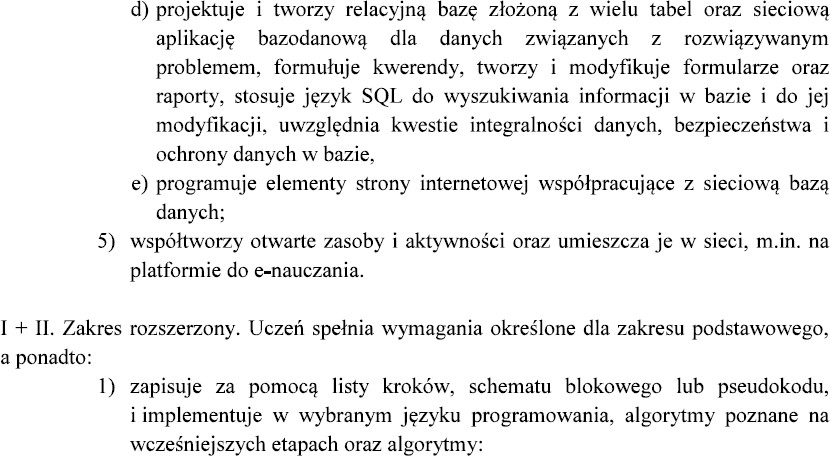 d) projektuje i tworzy relacyjną bazę złożoną z wielu tabel oraz sieciową
aplikację bazodanową dla danych związanych z rozwiązywanym
problemem, formułuje kwerendy, tworzy i modyfikuje formularze oraz
raporty, stosuje język SQL do wyszukiwania informacji w bazie i do jej
modyfikacji, uwzględnia kwestie integralności danych, bezpieczeństwa i
ochrony danych w bazie,
e) programuje elementy strony internetowej współpracujące z sieciową bazą
danych;
5) współtworzy otwarte zasoby i aktywności oraz umieszcza je w sieci, m.in. na
platformie do e-nauczania.
I + II. Zakres rozszerzony. Uczeń spełnia wymagania określone dla zakresu podstawowego,
a ponadto:
1) zapisuje za pomocą listy kroków, schematu blokowego lub pseudokodu,
i implementuje w wybranym języku programowania, algorytmy poznane na
wcześniejszych etapach oraz algorytmy: